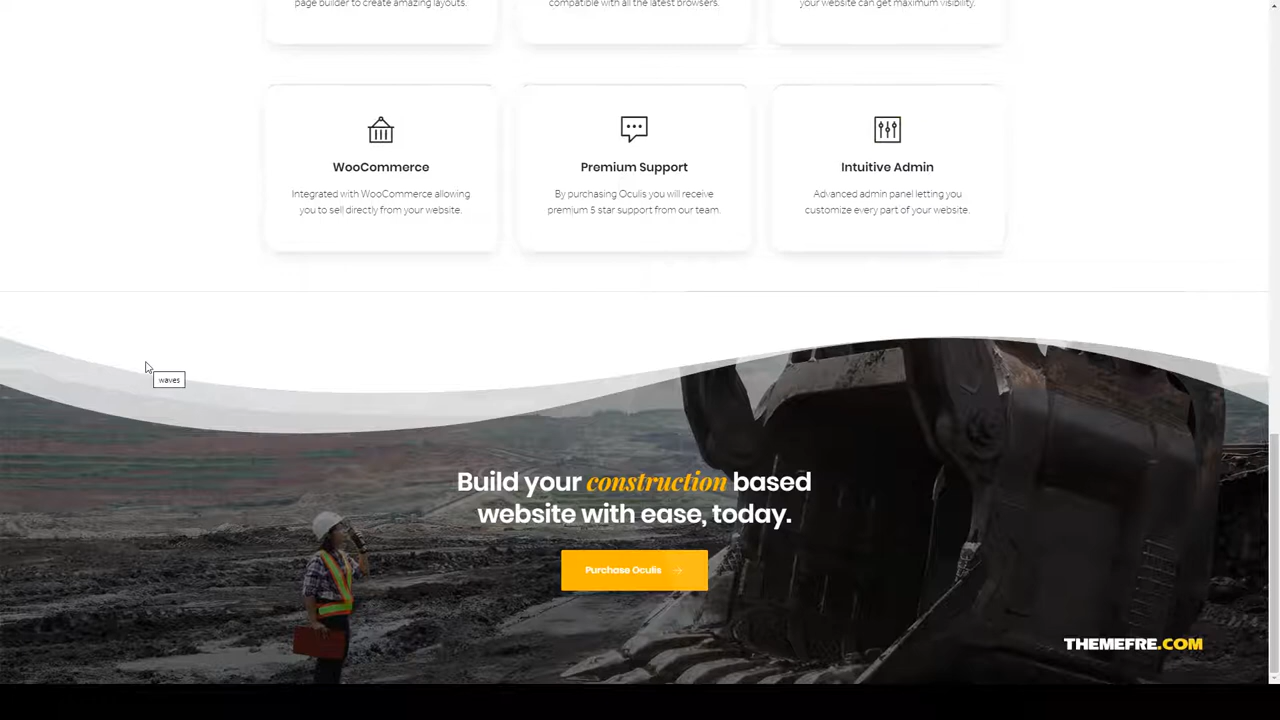 page builder to create amazing layouts.
compatible with all the latest browsers.
your website can get maximum visibility.
WooCommerce
Integrated with WooCommerce allowing
you to sell directly from your website.
Premium Support
By purchasing Oculis you will receive
premium 5 star support from our team.
Intuitive Admin
Advanced admin panel letting you
customize every part of your website.
waves
Build your construction based
website with ease, today.
Purchase Oculis
THEMEFRE.COM